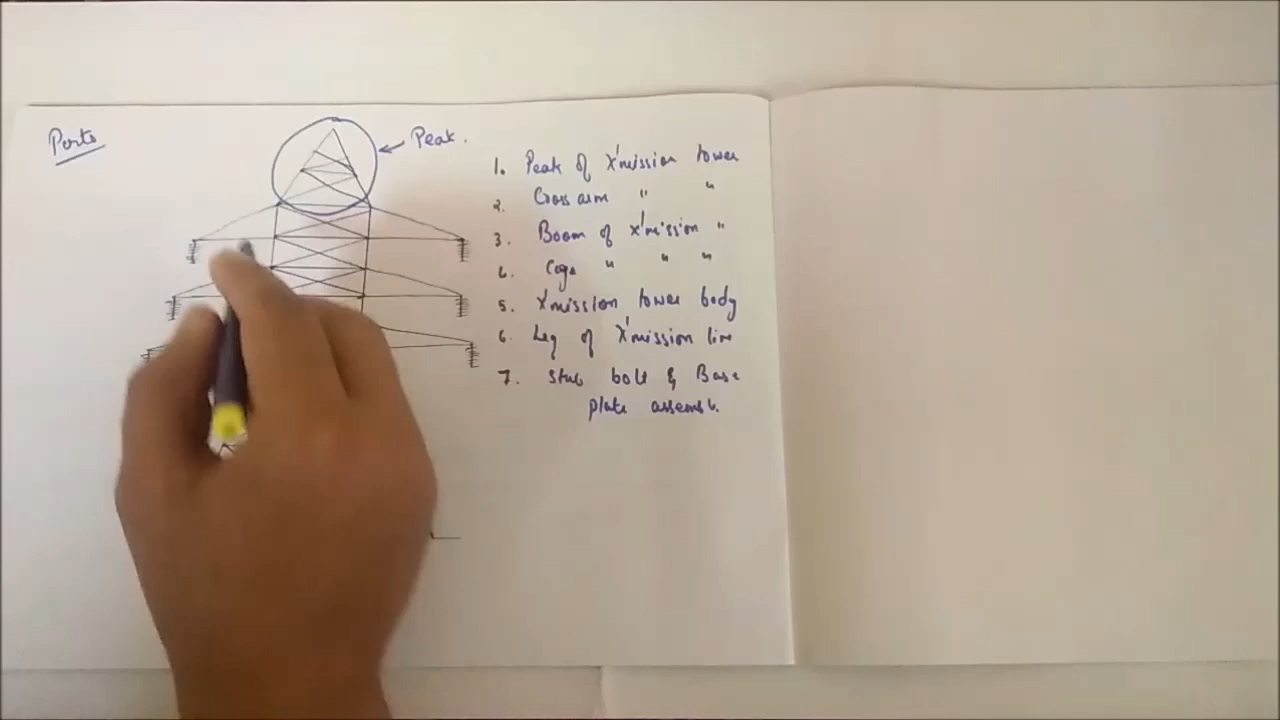 Parts
Peak.
1. Peak of X'mission tower
2. Cross arm " "
3. Boom of X'mission "
4. Cage " " "
5. X'mission tower body
6. Leg of X'mission line
7. Stub bolt & Base
plate assemb.